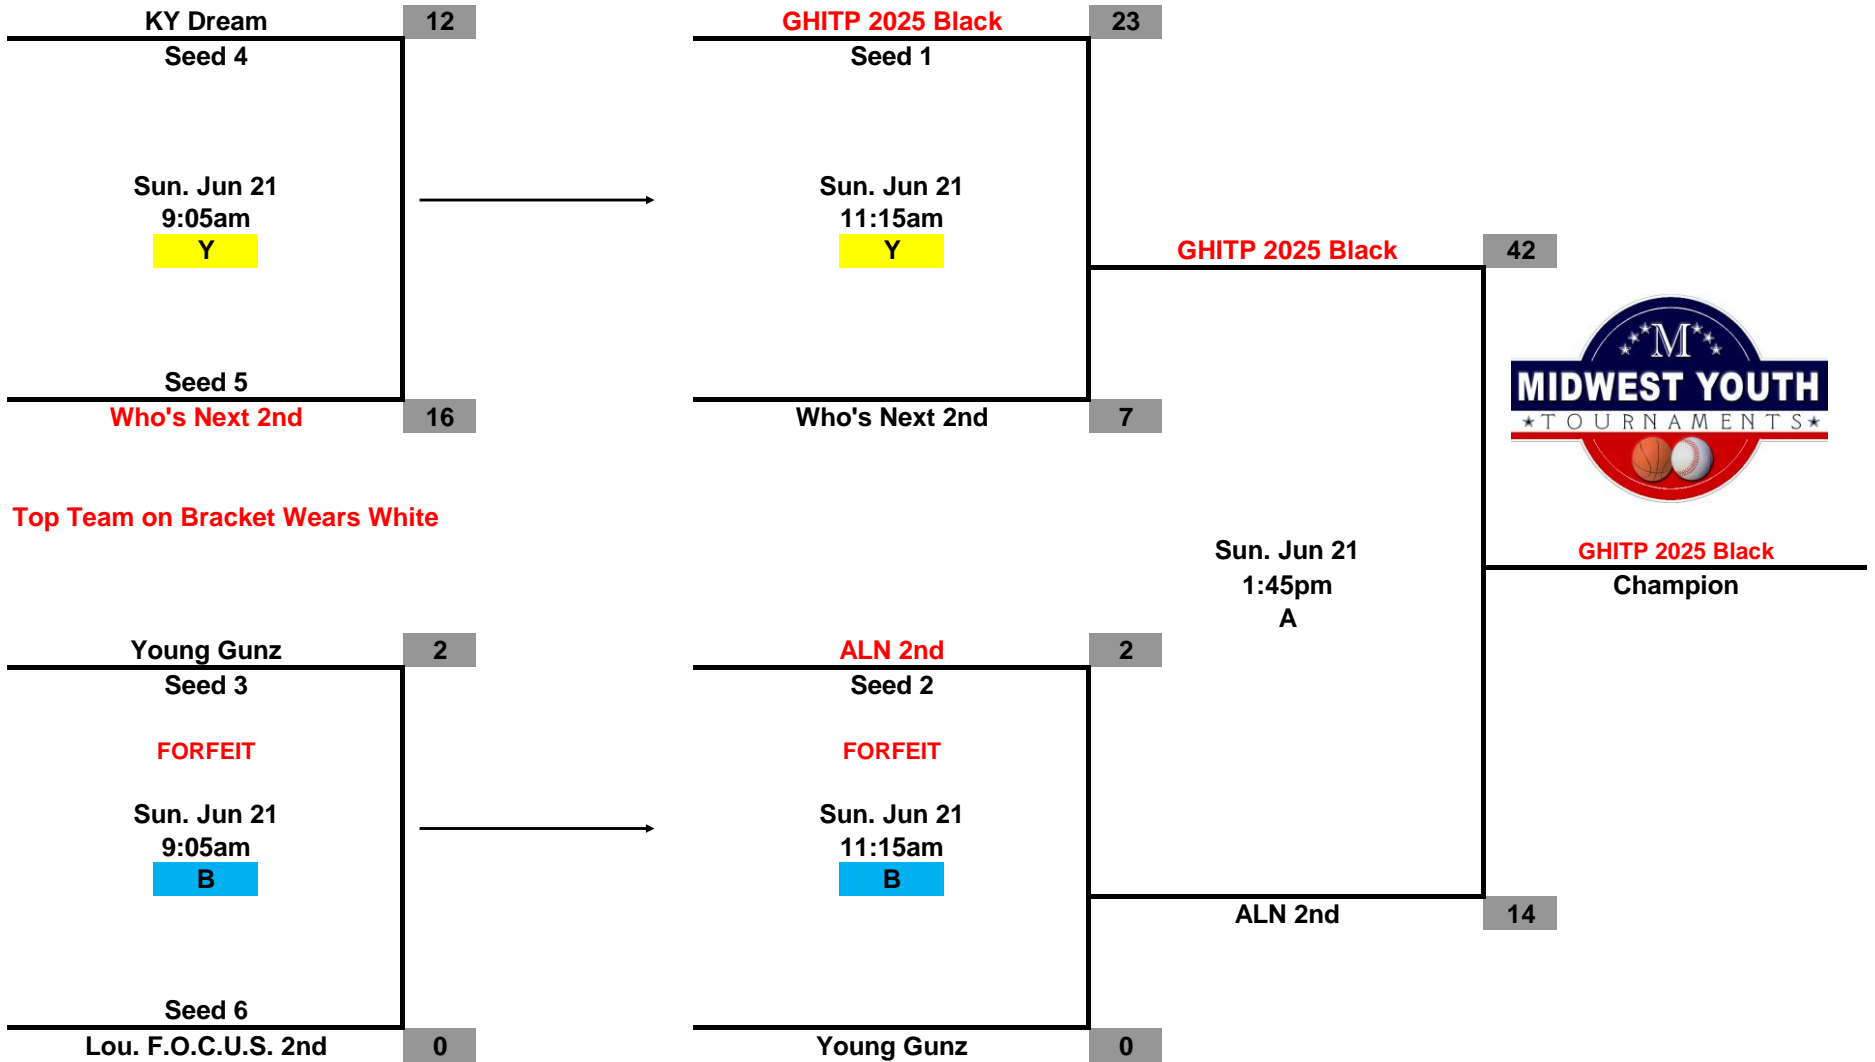 KY Dream 12
Seed 4
Sun. Jun 21
9:05am
Y
Seed 5
Who's Next 2nd 16
GHITP 2025 Black 23
Seed 1
Sun. Jun 21
11:15am
Y
Who's Next 2nd 7
GHITP 2025 Black 42
M
MIDWEST YOUTH
TOURNAMENTS
Top Team on Bracket Wears White
Sun. Jun 21
1:45pm
A
GHITP 2025 Black
Champion
Young Gunz 2
Seed 3
FORFEIT
Sun. Jun 21
9:05am
B
Seed 6
Lou. F.O.C.U.S. 2nd 0
ALN 2nd 2
Seed 2
FORFEIT
Sun. Jun 21
11:15am
B
Young Gunz 0
ALN 2nd 14